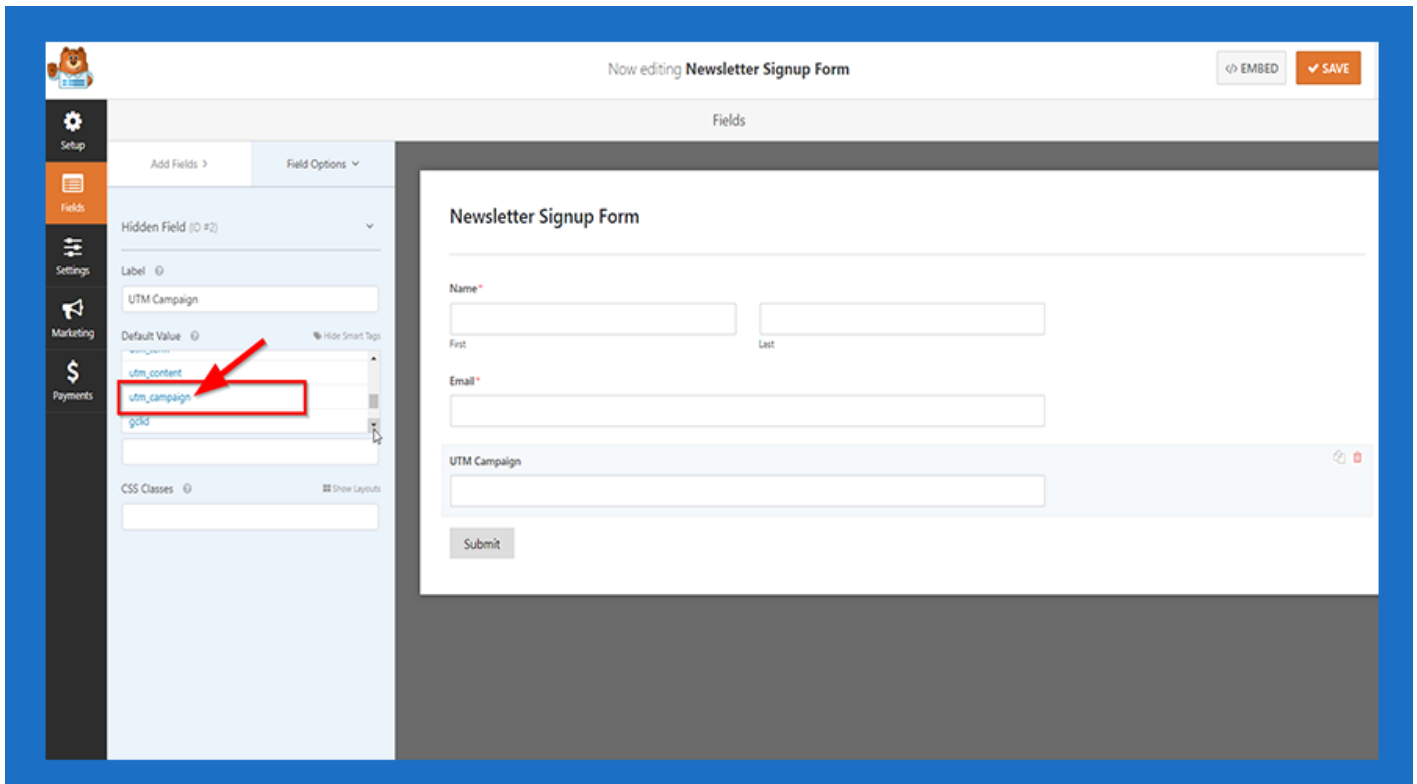 Now editing Newsletter Signup Form
</> EMBED
SAVE
Setup
Fields
Settings
Marketing
Payments
Fields
Add Fields >
Field Options
Hidden Field (ID #2)
Label
UTM Campaign
Default Value
Hide Smart Tags
utm_content
utm_campaign
gclid
CSS Classes
Show Layouts
Newsletter Signup Form
Name*
First
Last
Email*
UTM Campaign
Submit